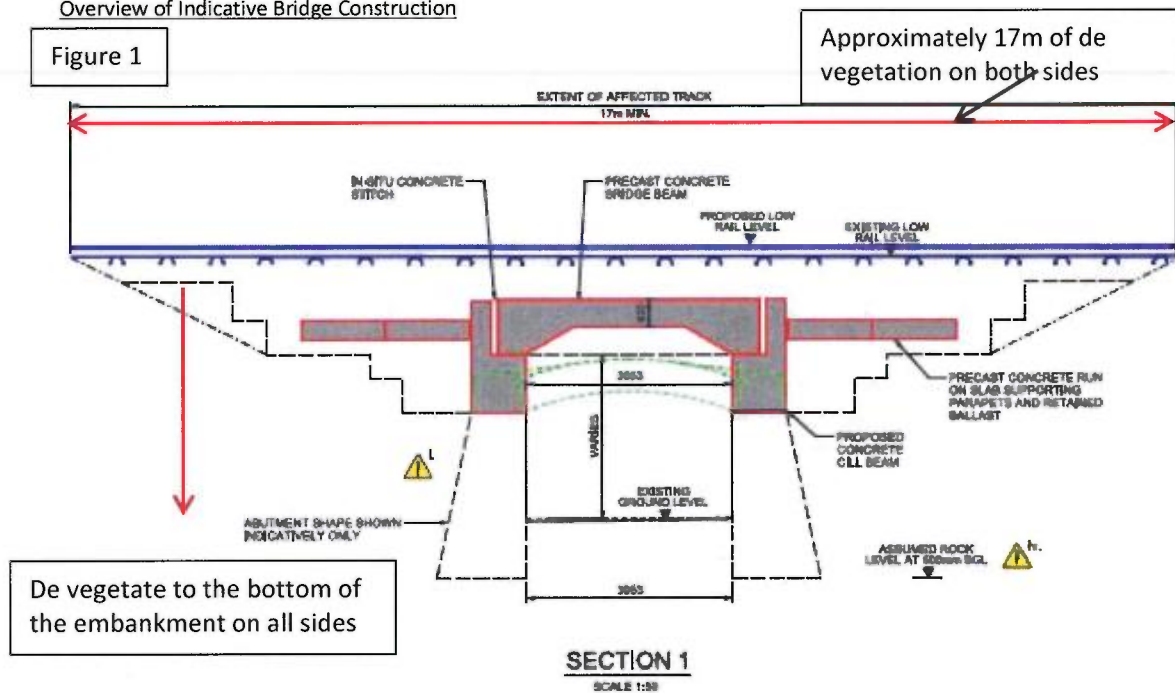 Overview of Indicative Bridge Construction
Figure 1
Approximately 17m of de
vegetation on both sides
EXTENT OF AFFECTED TRACK
17m MIN.
IN-SITU CONCRETE
STITCH
PRECAST CONCRETE
BRIDGE BEAM
PROPOSED LOW
RAIL LEVEL
EXISTING LOW
RAIL LEVEL
VARIES
PRECAST CONCRETE RUN
ON SLAB SUPPORTING
PARAPETS AND RETAINED
BALLAST
PROPOSED
CONCRETE
CILL BEAM
EXISTING
GROUND LEVEL
ABUTMENT SHAPE SHOWN
INDICATIVELY ONLY
ASSUMED ROCK
LEVEL AT 600mm BGL
h.
De vegetate to the bottom of
the embankment on all sides
SECTION 1
SCALE 1:50